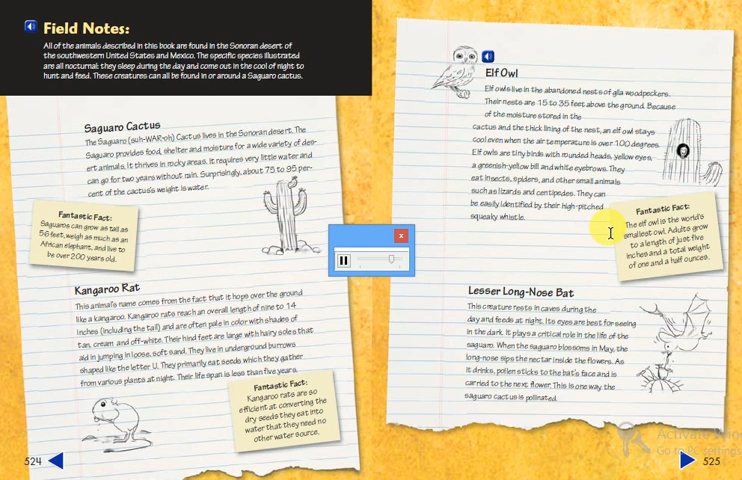 Field Notes:
All of the animals described in this book are found in the Sonoran desert of
the southwestern United States and Mexico. The specific species illustrated
are all nocturnal: they sleep during the day and come out in the cool of night to
hunt and feed. These creatures can all be found in or around a Saguaro cactus.
Saguaro Cactus
The Saguaro (suh-WAR-oh) Cactus lives in the Sonoran desert. The
Saguaro provides food, shelter and moisture for a wide variety of des-
ert animals. It thrives in rocky areas. It requires very little water and
can go for two years without rain. Surprisingly, about 75 to 95 per-
cent of the cactus's weight is water.
Fantastic Fact:
Saguaros can grow as tall as
56 feet, weigh as much as an
African elephant, and live to
be over 200 years old.
Kangaroo Rat
This animal's name comes from the fact that it hops over the ground
like a kangaroo. Kangaroo rats reach an overall length of nine to 14
inches (including the tail) and are often pale in color with shades of
tan, cream and off-white. Their hind feet are large with hairy soles that
aid in jumping in loose, soft sand. They live in underground burrows
shaped like the letter U. They primarily eat seeds which they gather
from various plants at night. Their life span is less than five years.
Fantastic Fact:
Kangaroo rats are so
efficient at converting the
dry seeds they eat into
water that they need no
other water source.
524
Elf Owl
Elf owls live in the abandoned nests of gila woodpeckers.
Their nests are 15 to 35 feet above the ground. Because
of the moisture stored in the
cactus and the thick lining of the nest, an elf owl stays
cool even when the air temperature is over 100 degrees.
Elf owls are tiny birds with rounded heads, yellow eyes,
a greenish-yellow bill and white eyebrows. They
eat insects, spiders, and other small animals
such as lizards and centipedes. They can
be easily identified by their high-pitched
squeaky whistle.
Fantastic Fact:
The elf owl is the world's
smallest owl. Adults grow
to a length of just five
inches and a total weight
of one and a half ounces.
Lesser Long-Nose Bat
This creature rests in caves during the
day and feeds at night. Its eyes are best for seeing
in the dark. It plays a critical role in the life of the
saguaro. When the saguaro blossoms in May, the
long-nose sips the nectar inside the flowers. As
it drinks, pollen sticks to the bat's face and is
carried to the next flower. This is one way the
saguaro cactus is pollinated.
Activate Win
Go to PC settings
525